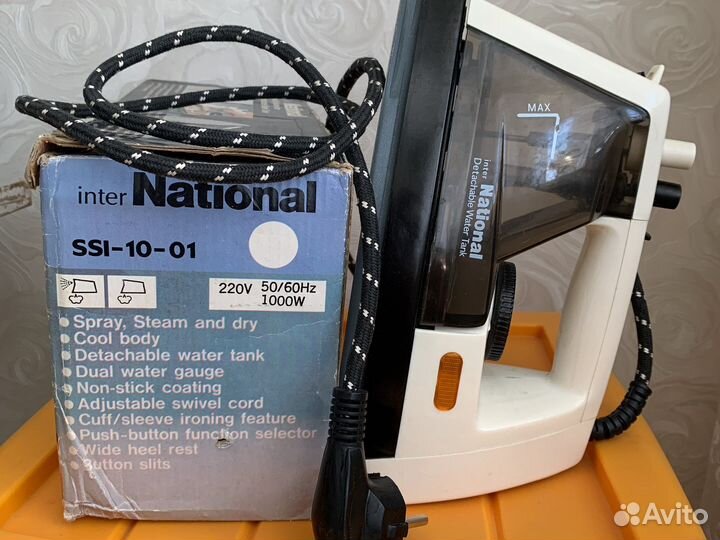 inter National
SSI-10-01
220V 50/60Hz
1000W
Spray, Steam and dry
Cool body
Detachable water tank
Dual water gauge
Non-stick coating
Adjustable swivel cord
Cuff/sleeve ironing feature
Push-button function selector
Wide heel rest
Button slits
MAX
inter National
Detachable Water Tank
Avito